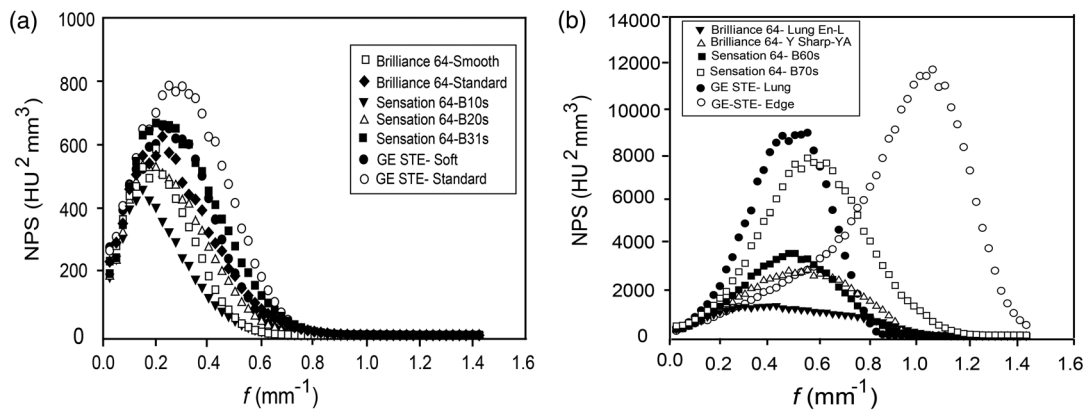 (a)
1000
800
600
400
200
0
NPS (HU² mm³)
0.0 0.2 0.4 0.6 0.8 1.0 1.2 1.4 1.6
f (mm⁻¹)
Brilliance 64-Smooth
Brilliance 64-Standard
Sensation 64-B10s
Sensation 64-B20s
Sensation 64-B31s
GE STE- Soft
GE STE- Standard
(b)
14000
12000
10000
8000
6000
4000
2000
0
NPS (HU² mm³)
0.0 0.2 0.4 0.6 0.8 1.0 1.2 1.4 1.6
f (mm⁻¹)
Brilliance 64- Lung En-L
Brilliance 64- Y Sharp-YA
Sensation 64- B60s
Sensation 64- B70s
GE STE- Lung
GE-STE- Edge